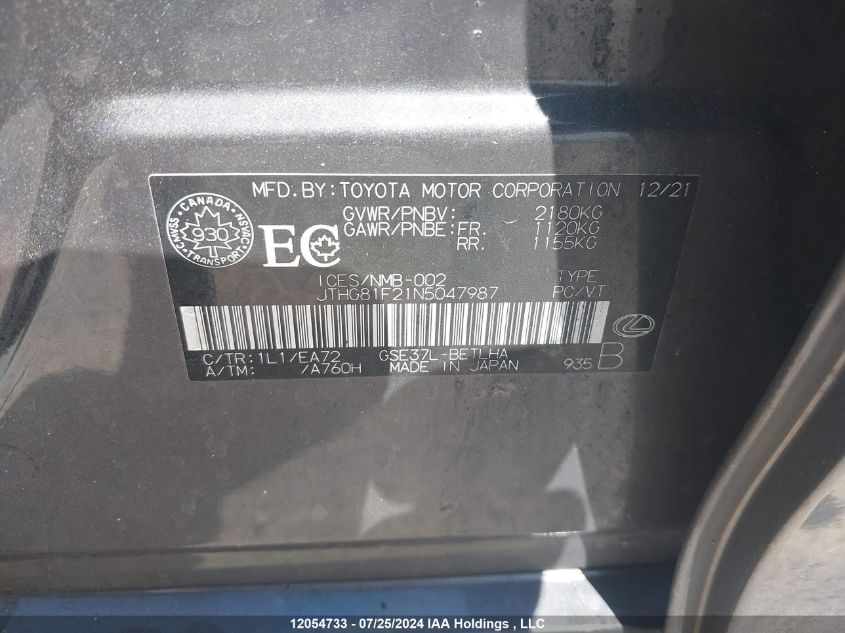 MFD.BY:TOYOTA MOTOR CORPORATION 12/21
CANADA
CMVSS 930 NSVAC
TRANSPORT
EC
GVWR/PNBV: 2180KG
GAWR/PNBE:FR. 1120KG
RR. 1155KG
ICES/NMB-002 TYPE
JTHG81F21N5047987 PC/VT
C/TR:1L1/EA72 GSE37L-BETLHA
A/TM: /A760H MADE IN JAPAN 935 B
12054733 - 07/25/2024 IAA Holdings , LLC